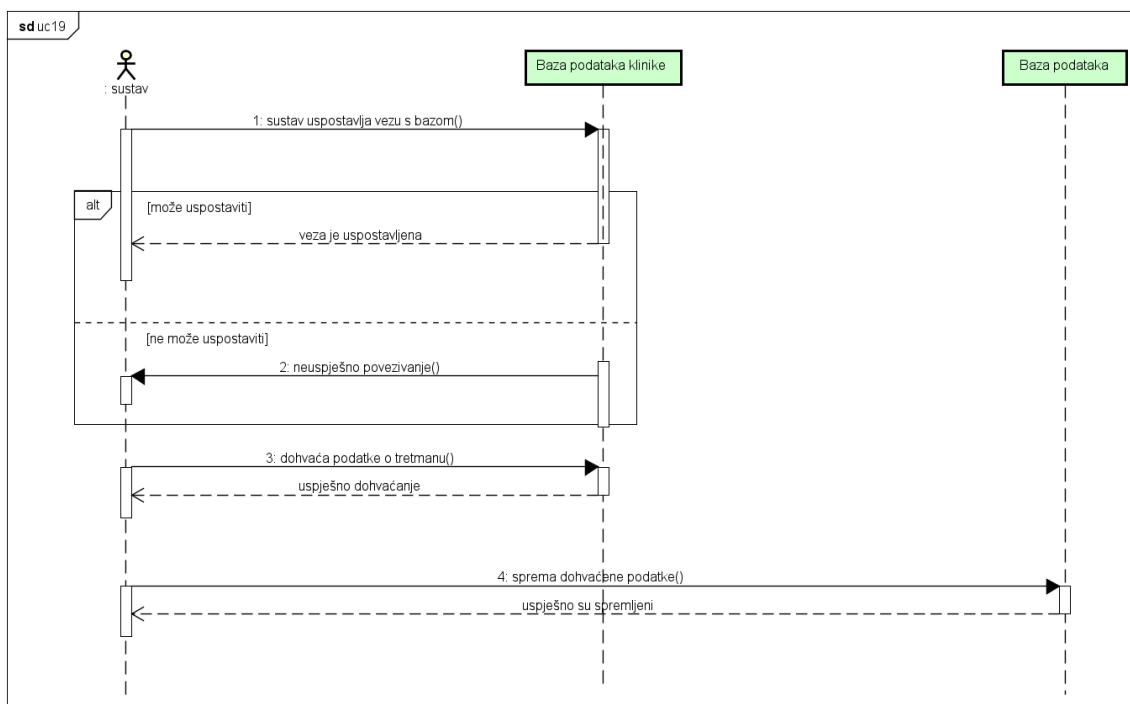 sd uc19
: sustav
Baza podataka klinike
Baza podataka
1: sustav uspostavlja vezu s bazom()
alt
[može uspostaviti]
veza je uspostavljena
[ne može uspostaviti]
2: neuspješno povezivanje()
3: dohvaća podatke o tretmanu()
uspješno dohvaćanje
4: sprema dohvaćene podatke()
uspješno su spremljeni